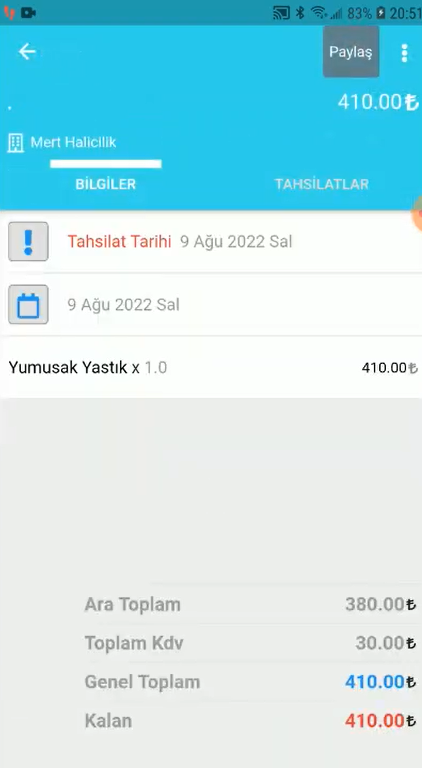 83% 20:51
Paylaş
.
410.00₺
Mert Halicilik
BİLGİLER TAHSİLATLAR
Tahsilat Tarihi 9 Ağu 2022 Sal
9 Ağu 2022 Sal
Yumusak Yastık x 1.0 410.00₺
Ara Toplam 380.00₺
Toplam Kdv 30.00₺
Genel Toplam 410.00₺
Kalan 410.00₺